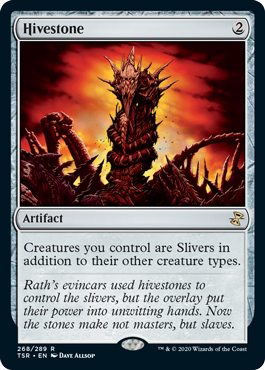 Hivestone 2
Artifact
Creatures you control are Slivers in
addition to their other creature types.
Rath's evincars used hivestones to
control the slivers, but the overlay put
their power into unwitting hands. Now
the stones make not masters, but slaves.
268/289 R
TSR • EN Dave Allsop
™ & © 2020 Wizards of the Coast